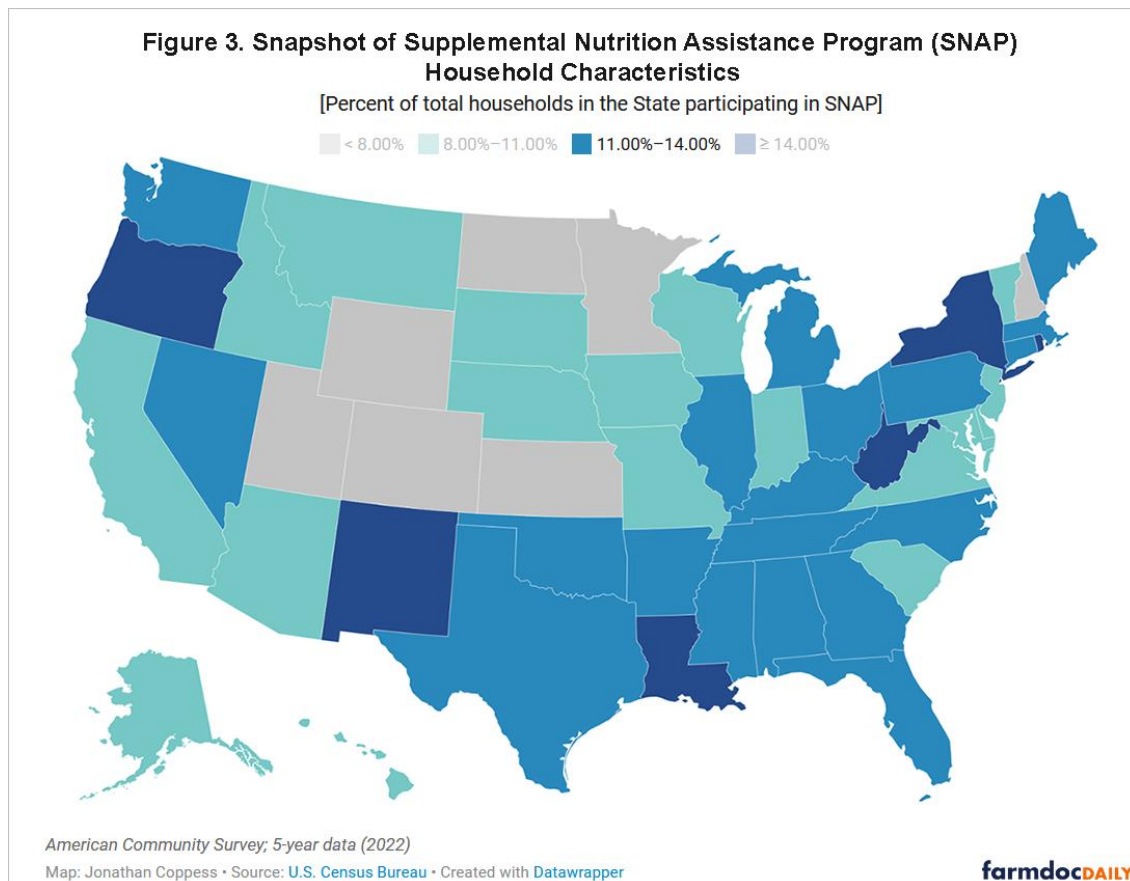 Figure 3. Snapshot of Supplemental Nutrition Assistance Program (SNAP)
Household Characteristics
[Percent of total households in the State participating in SNAP]
< 8.00% 8.00%–11.00% 11.00%–14.00% ≥ 14.00%
American Community Survey; 5-year data (2022)
Map: Jonathan Coppess • Source: U.S. Census Bureau • Created with Datawrapper
farmdocDAILY